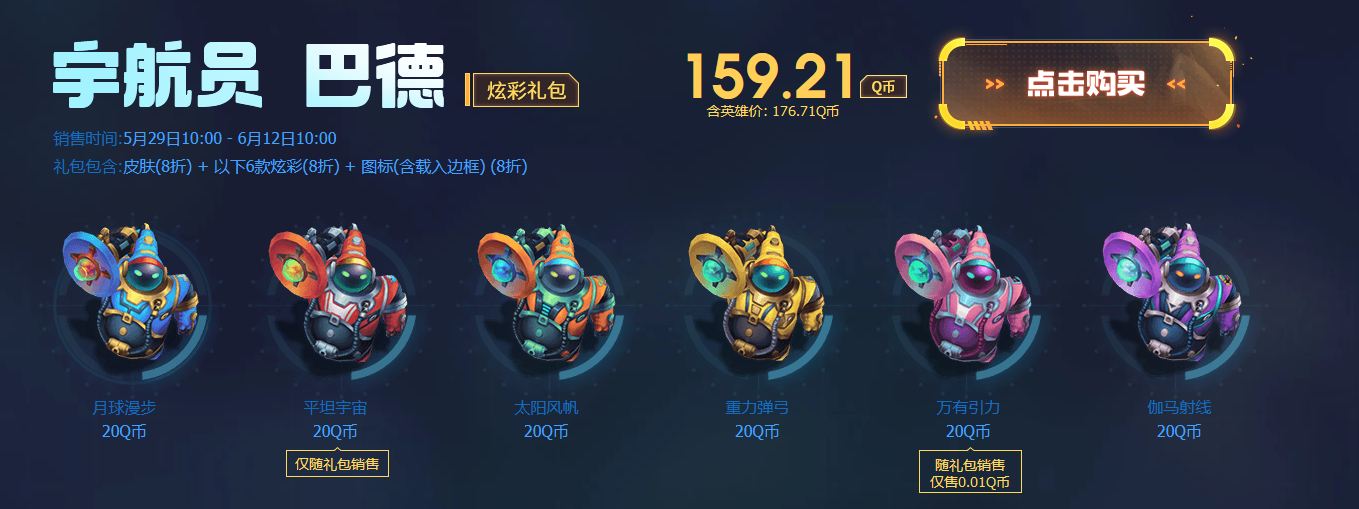 宇航员 巴德
炫彩礼包
159.21
Q币
含英雄价: 176.71Q币
>> 点击购买 <<
销售时间:5月29日10:00 - 6月12日10:00
礼包包含:皮肤(8折) + 以下6款炫彩(8折) + 图标(含载入边框) (8折)
月球漫步
20Q币
平坦宇宙
20Q币
仅随礼包销售
太阳风帆
20Q币
重力弹弓
20Q币
万有引力
20Q币
随礼包销售
仅售0.01Q币
伽马射线
20Q币